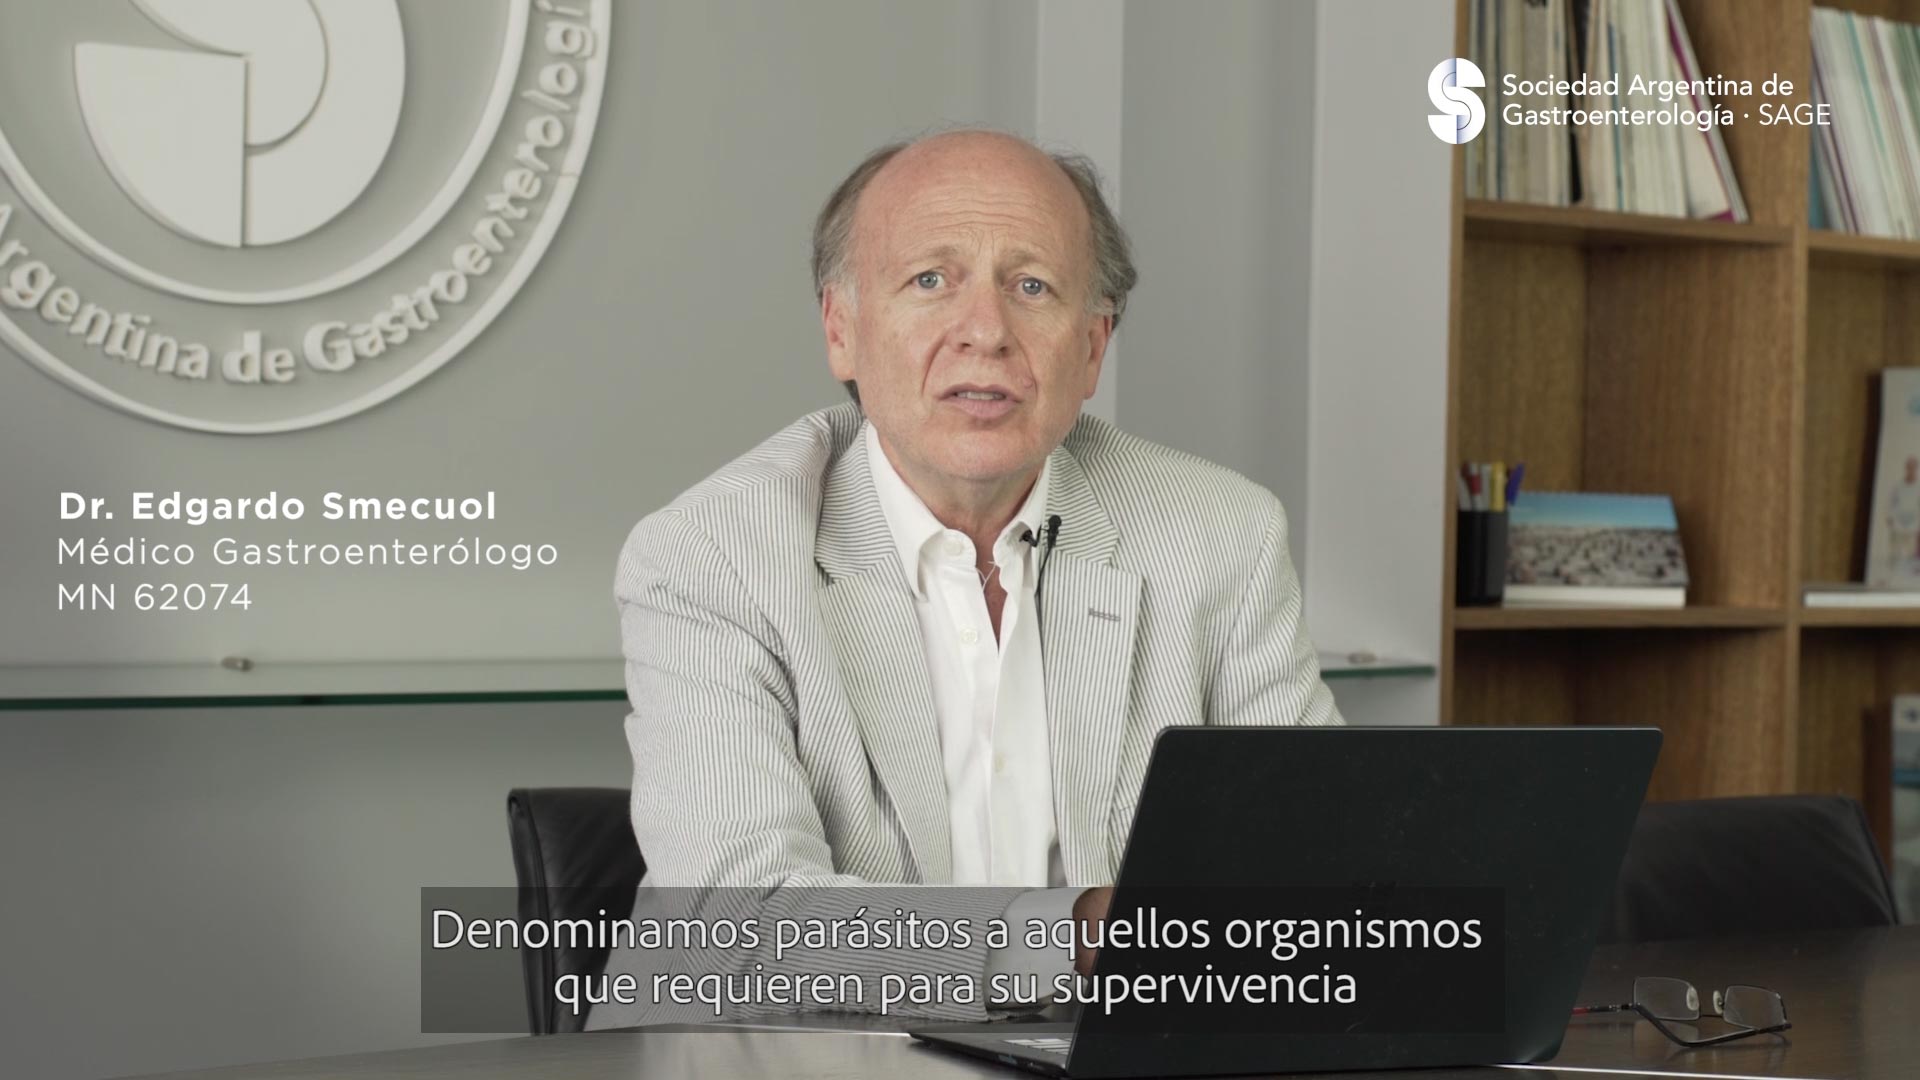 Argentina de Gastroenterologí
Sociedad Argentina de
Gastroenterología · SAGE
Dr. Edgardo Smecuol
Médico Gastroenterólogo
MN 62074
Denominamos parásitos a aquellos organismos
que requieren para su supervivencia